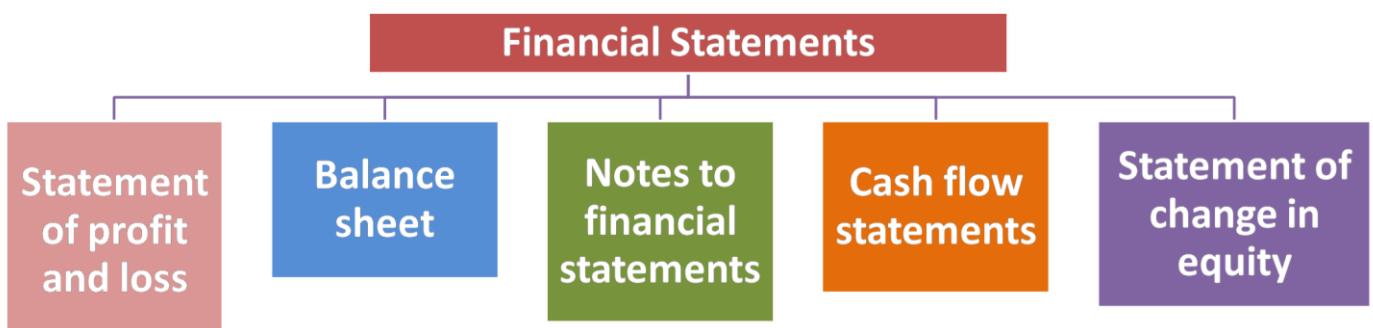 Financial Statements
Statement
of profit
and loss
Balance
sheet
Notes to
financial
statements
Cash flow
statements
Statement of
change in
equity